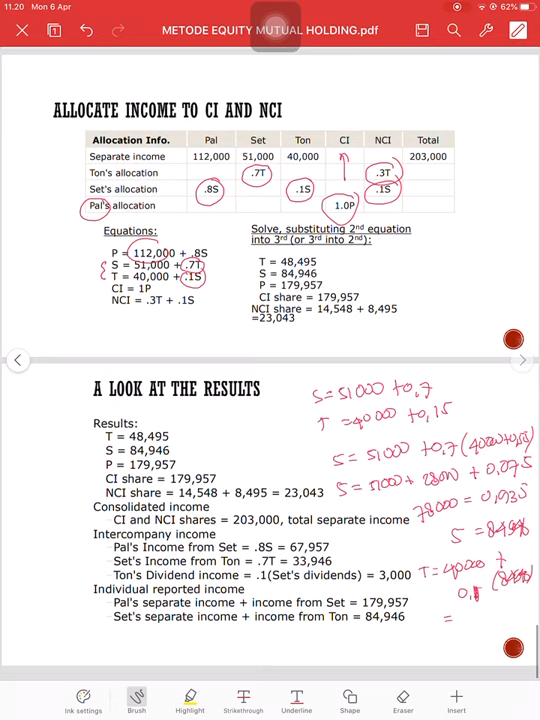 11.20 Mon 6 Apr 62%
METODE EQUITY MUTUAL HOLDING.pdf
ALLOCATE INCOME TO CI AND NCI
Allocation Info. Pal Set Ton CI NCI Total
Separate income 112,000 51,000 40,000 203,000
Ton's allocation .7T .3T
Set's allocation .8S .1S .1S
Pal's allocation 1.0P
Equations:
P = 112,000 + .8S
S = 51,000 + .7T
T = 40,000 + .1S
CI = 1P
NCI = .3T + .1S
Solve, substituting 2nd equation
into 3rd (or 3rd into 2nd):
T = 48,495
S = 84,946
P = 179,957
CI share = 179,957
NCI share = 14,548 + 8,495
=23,043
A LOOK AT THE RESULTS
Results:
T = 48,495
S = 84,946
P = 179,957
CI share = 179,957
NCI share = 14,548 + 8,495 = 23,043
Consolidated income
CI and NCI shares = 203,000, total separate income
Intercompany income
Pal's Income from Set = .8S = 67,957
Set's Income from Ton = .7T = 33,946
Ton's Dividend income = .1(Set's dividends) = 3,000
Individual reported income
Pal's separate income + income from Set = 179,957
Set's separate income + income from Ton = 84,946
S = 51000 + 0,7
T = 40000 + 0,1S
S = 51000 + 0,7
S = 51000 + 28000 + 0,07S
78000 = 0,93S
S =
T = 40000 +
=
Ink settings Brush Highlight Strikethrough Underline Shape Eraser Insert